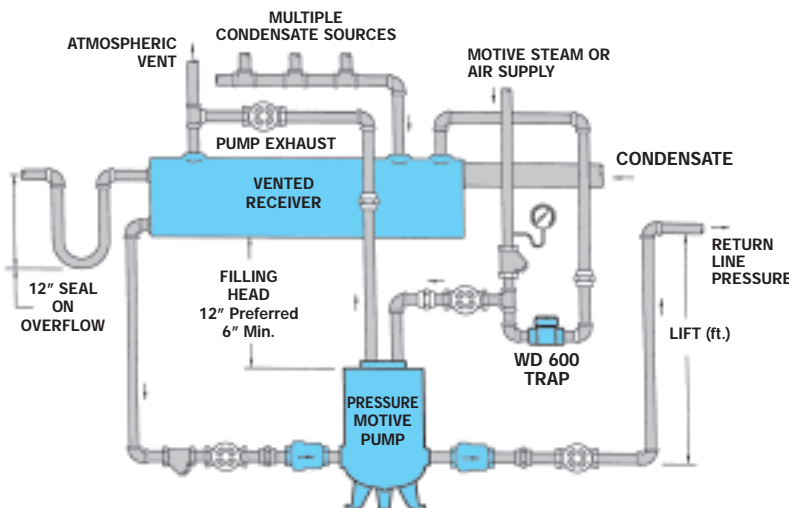 MULTIPLE
CONDENSATE SOURCES
ATMOSPHERIC
VENT
MOTIVE STEAM OR
AIR SUPPLY
PUMP EXHAUST
CONDENSATE
VENTED
RECEIVER
12" SEAL
ON
OVERFLOW
FILLING
HEAD
12" Preferred
6" Min.
RETURN
LINE
PRESSURE
LIFT (ft.)
WD 600
TRAP
PRESSURE
MOTIVE
PUMP